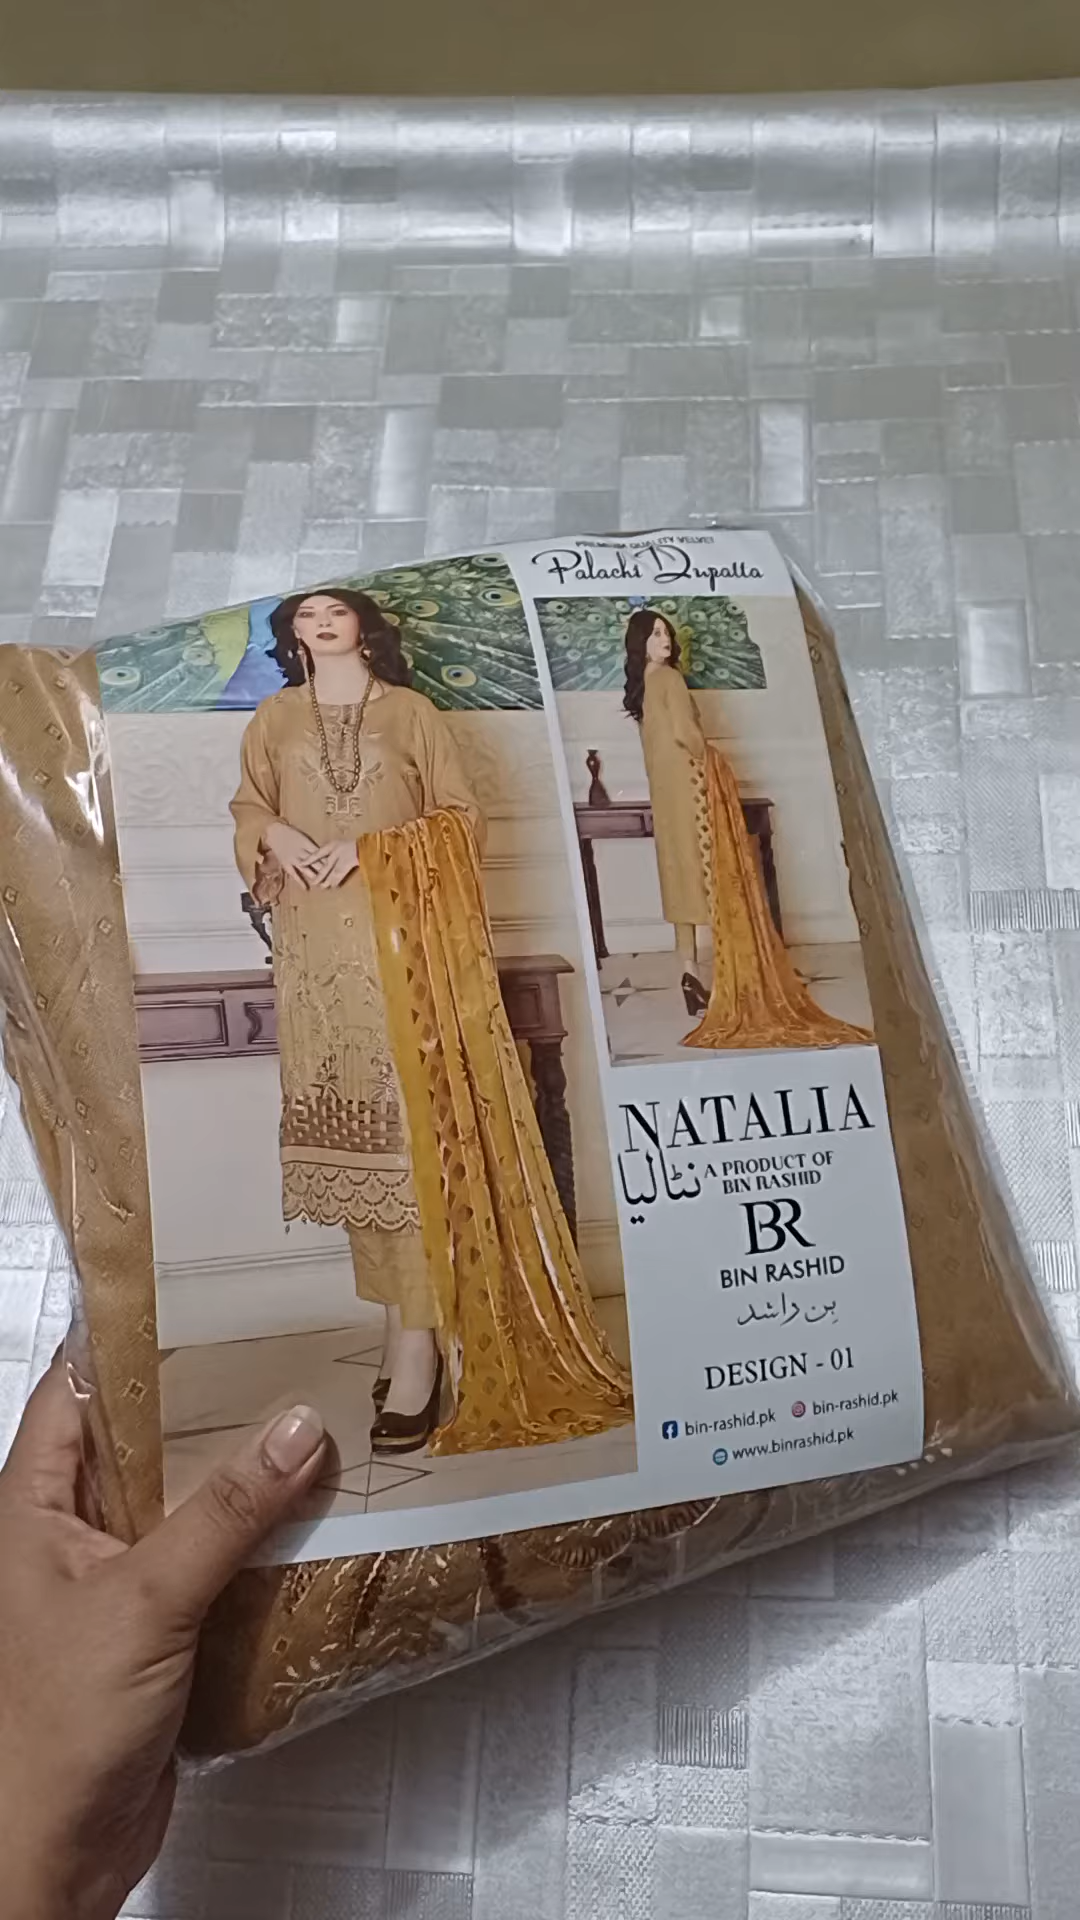 PREMIUM QUALITY VELVET
Palachi Dupatta
NATALIA
نتالیا
A PRODUCT OF
BIN RASHID
BR
BIN RASHID
بن راشد
DESIGN - 01
bin-rashid.pk bin-rashid.pk
www.binrashid.pk